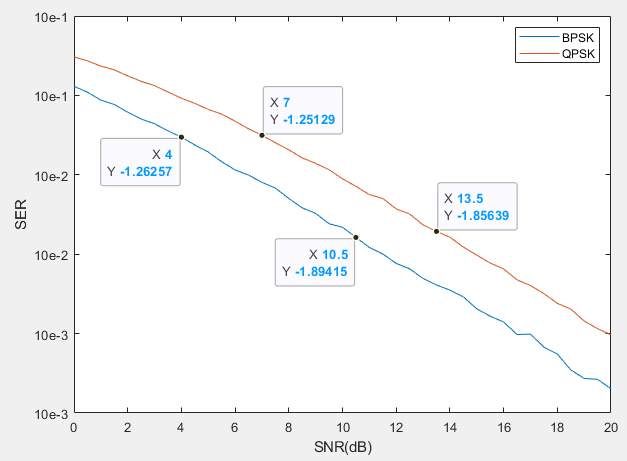 10e-1
10e-1
10e-2
10e-2
10e-3
10e-3
SER
BPSK
QPSK
X 7
Y -1.25129
X 4
Y -1.26257
X 13.5
Y -1.85639
X 10.5
Y -1.89415
0 2 4 6 8 10 12 14 16 18 20
SNR(dB)